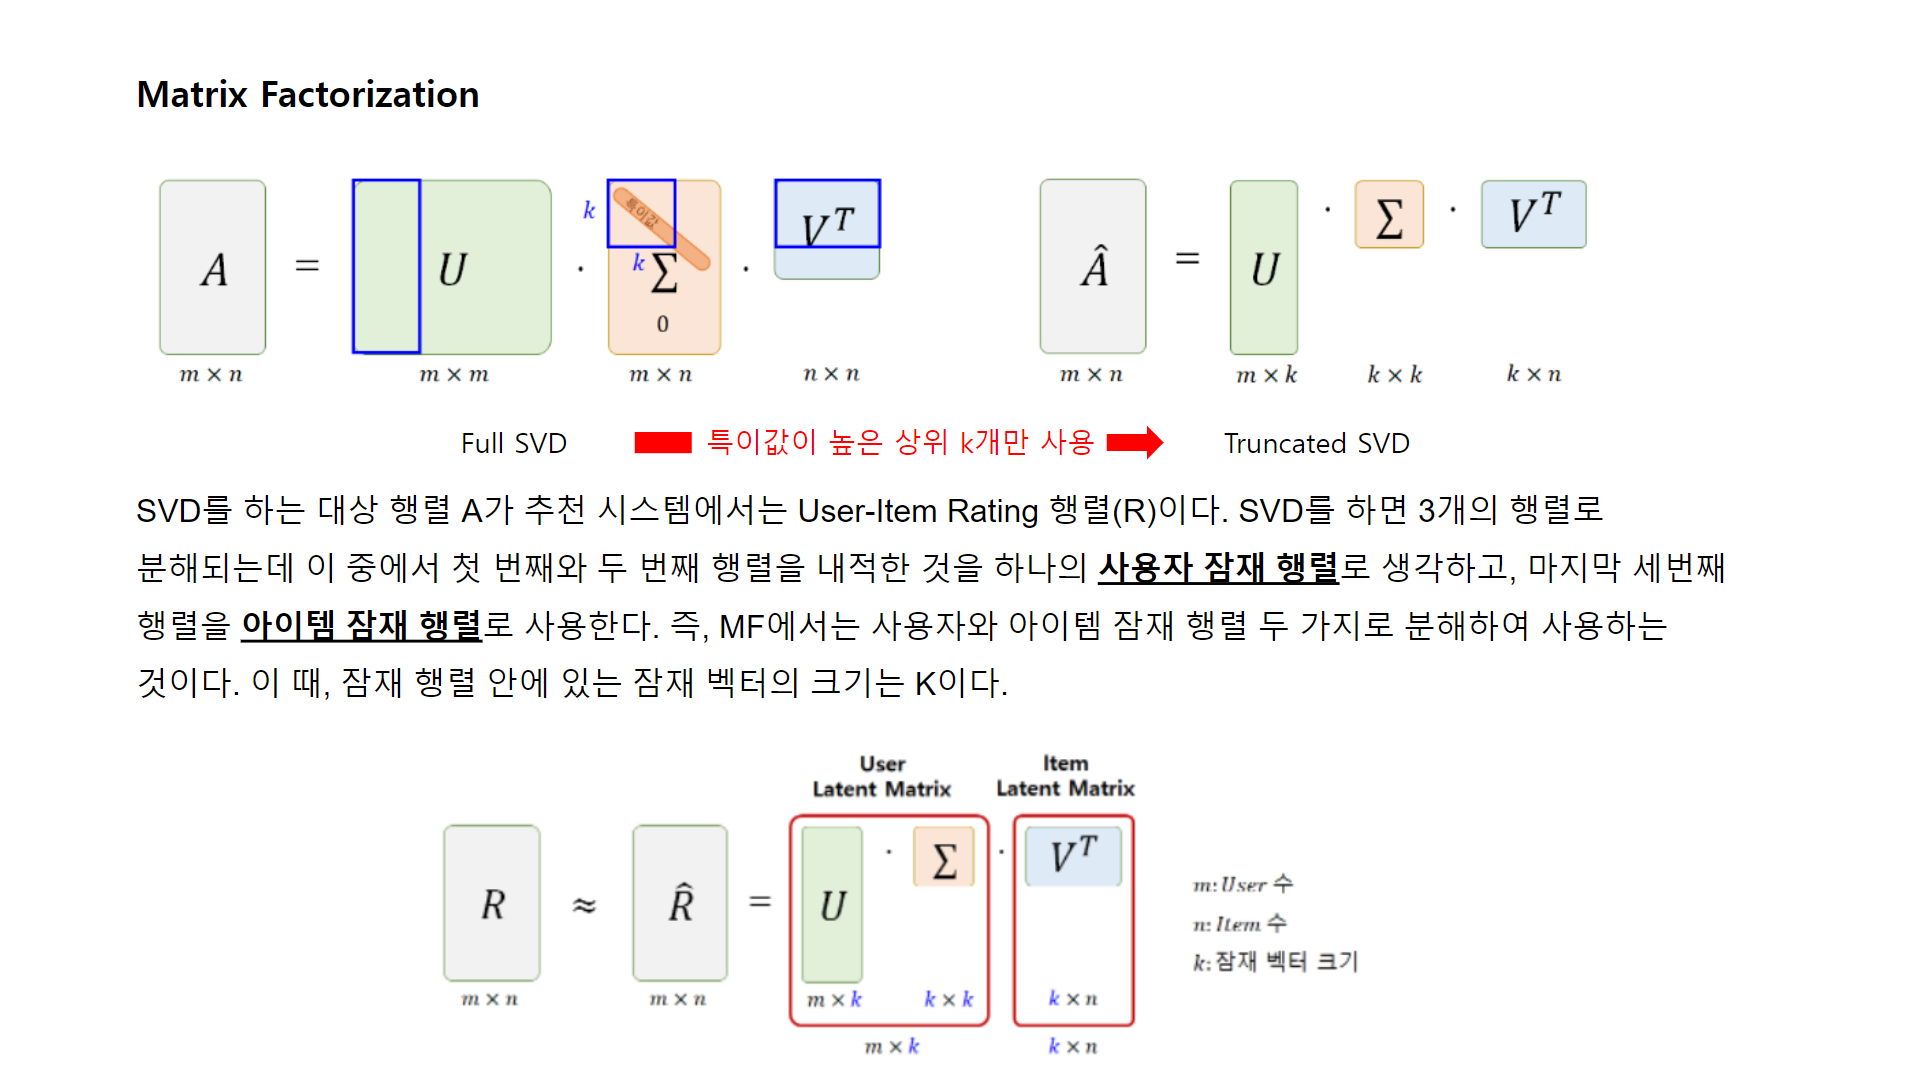 Matrix Factorization
A = U · Σ · V^T
k
특이값
k
0
m × n
m × m
m × n
n × n
Â = U · Σ · V^T
m × n
m × k
k × k
k × n
Full SVD
특이값이 높은 상위 k개만 사용
Truncated SVD
SVD를 하는 대상 행렬 A가 추천 시스템에서는 User-Item Rating 행렬(R)이다. SVD를 하면 3개의 행렬로
분해되는데 이 중에서 첫 번째와 두 번째 행렬을 내적한 것을 하나의 사용자 잠재 행렬로 생각하고, 마지막 세번째
행렬을 아이템 잠재 행렬로 사용한다. 즉, MF에서는 사용자와 아이템 잠재 행렬 두 가지로 분해하여 사용하는
것이다. 이 때, 잠재 행렬 안에 있는 잠재 벡터의 크기는 K이다.
User
Latent Matrix
Item
Latent Matrix
R ≈ R̂ = U · Σ · V^T
m × n
m × n
m × k
k × k
k × n
m × k
k × n
m: User 수
n: Item 수
k: 잠재 벡터 크기